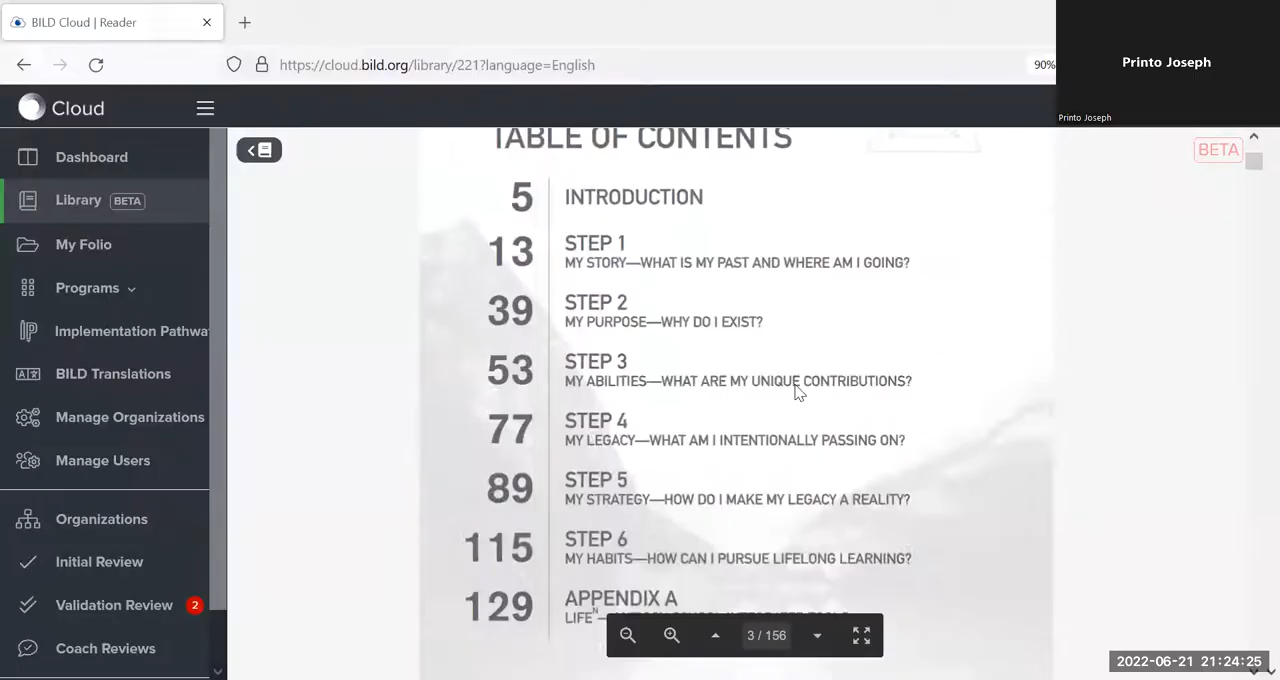 BILD Cloud | Reader
https://cloud.bild.org/library/221?language=English
90%
Printo Joseph
Printo Joseph
Cloud
Dashboard
Library BETA
My Folio
Programs
Implementation Pathwa
BILD Translations
Manage Organizations
Manage Users
Organizations
Initial Review
Validation Review 2
Coach Reviews
BETA
TABLE OF CONTENTS
5 INTRODUCTION
13 STEP 1
MY STORY—WHAT IS MY PAST AND WHERE AM I GOING?
39 STEP 2
MY PURPOSE—WHY DO I EXIST?
53 STEP 3
MY ABILITIES—WHAT ARE MY UNIQUE CONTRIBUTIONS?
77 STEP 4
MY LEGACY—WHAT AM I INTENTIONALLY PASSING ON?
89 STEP 5
MY STRATEGY—HOW DO I MAKE MY LEGACY A REALITY?
115 STEP 6
MY HABITS—HOW CAN I PURSUE LIFELONG LEARNING?
129 APPENDIX A
LIFEⁿ—
3 / 156
2022-06-21 21:24:25